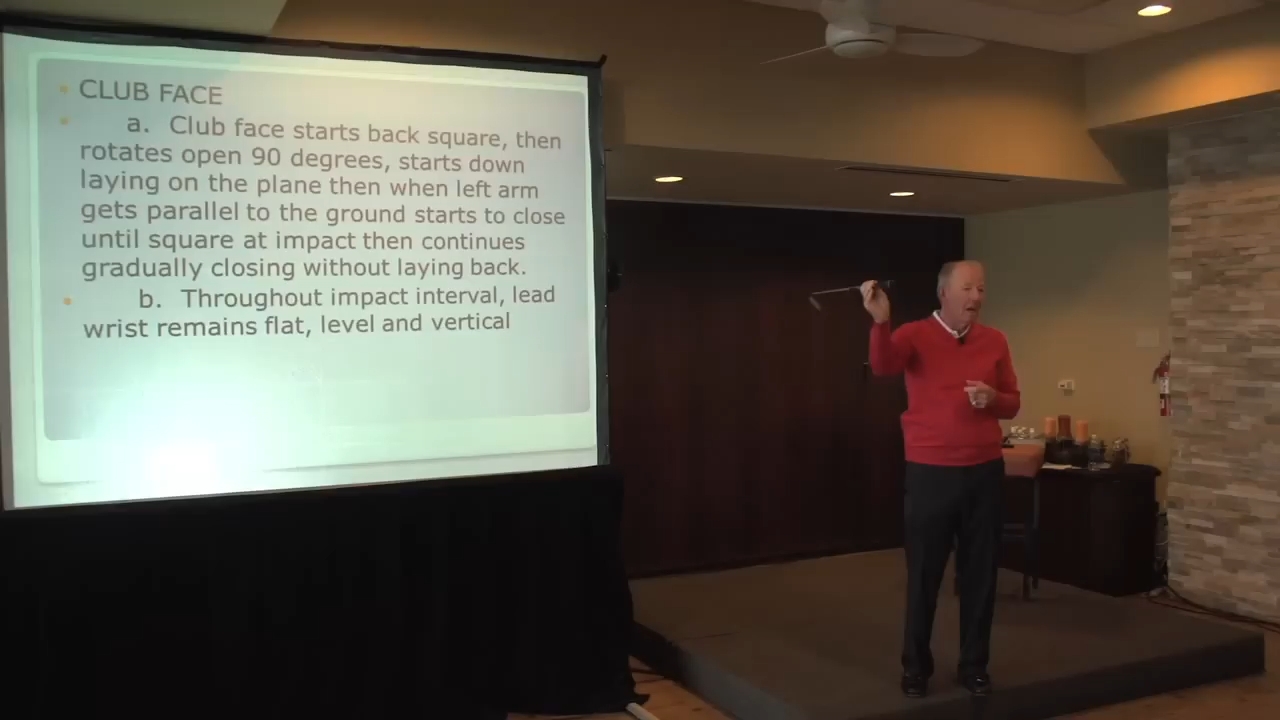 • CLUB FACE
• a. Club face starts back square, then
rotates open 90 degrees, starts down
laying on the plane then when left arm
gets parallel to the ground starts to close
until square at impact then continues
gradually closing without laying back.
• b. Throughout impact interval, lead
wrist remains flat, level and vertical